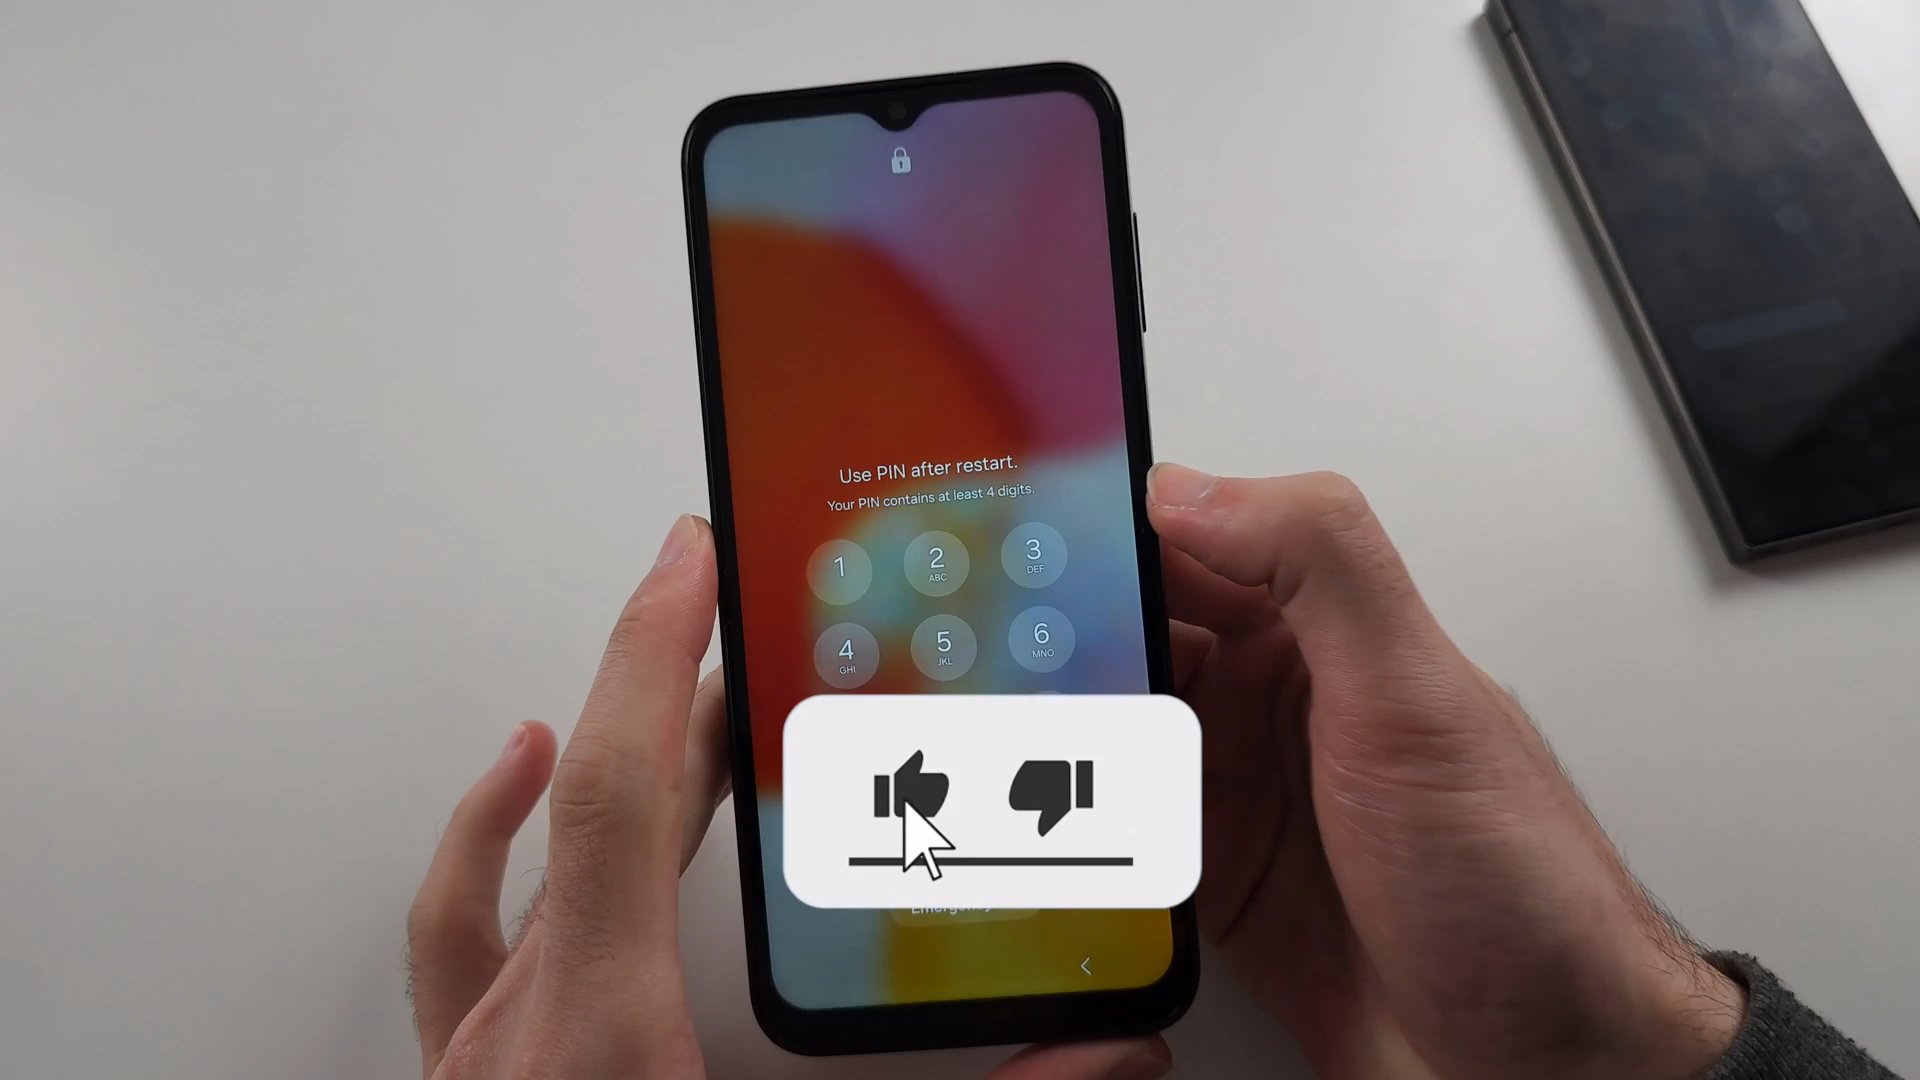 Use PIN after restart.
Your PIN contains at least 4 digits.
1 2 3
ABC DEF
4 5 6
GHI JKL MNO